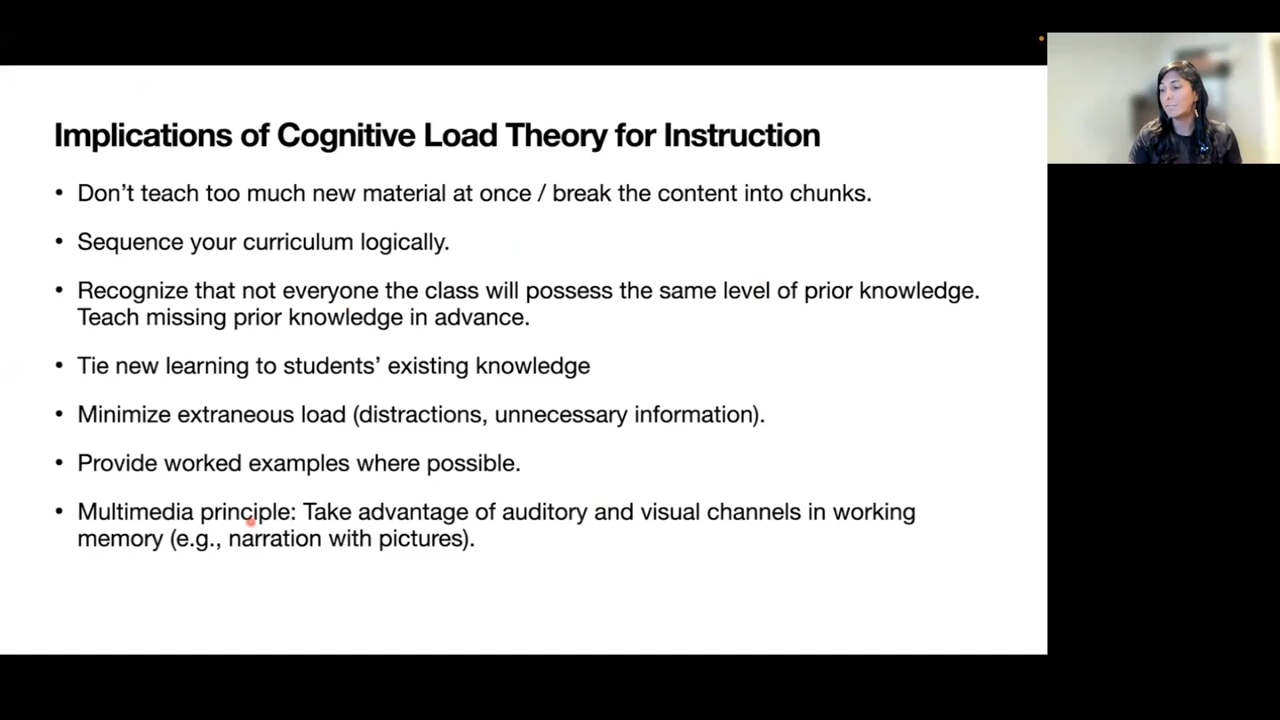 Implications of Cognitive Load Theory for Instruction
• Don’t teach too much new material at once / break the content into chunks.
• Sequence your curriculum logically.
• Recognize that not everyone the class will possess the same level of prior knowledge.
Teach missing prior knowledge in advance.
• Tie new learning to students’ existing knowledge
• Minimize extraneous load (distractions, unnecessary information).
• Provide worked examples where possible.
• Multimedia principle: Take advantage of auditory and visual channels in working
memory (e.g., narration with pictures).